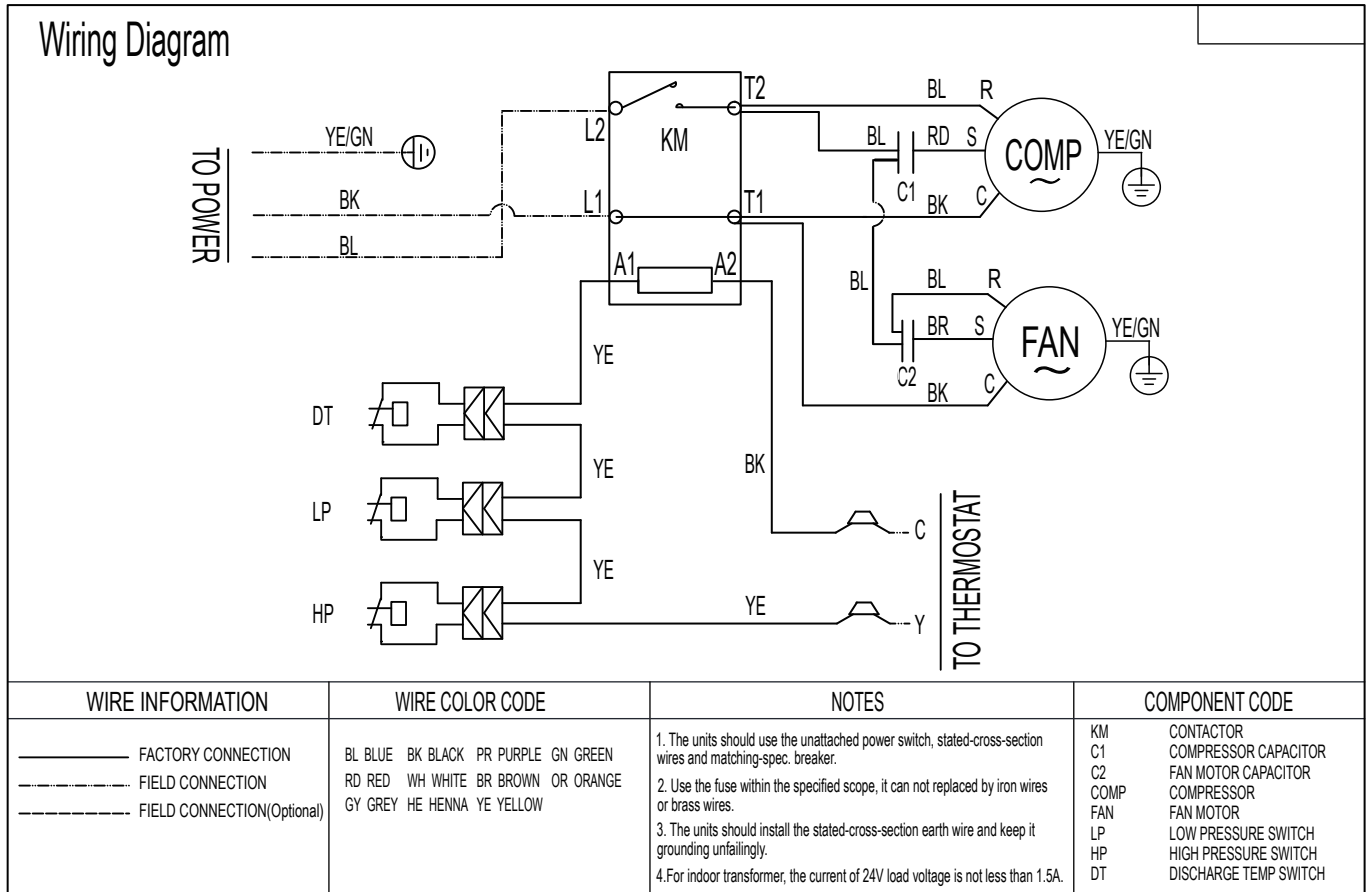 Wiring Diagram
TO POWER
YE/GN
BK
BL
L2
L1
KM
T2
T1
A1
A2
BL
R
BL
RD
S
C1
BK
C
COMP
~
YE/GN
BL
BL
R
BR
S
C2
BK
C
FAN
~
YE/GN
YE
DT
YE
LP
YE
HP
BK
C
YE
Y
TO THERMOSTAT
WIRE INFORMATION
FACTORY CONNECTION
FIELD CONNECTION
FIELD CONNECTION(Optional)
WIRE COLOR CODE
BL BLUE BK BLACK PR PURPLE GN GREEN
RD RED WH WHITE BR BROWN OR ORANGE
GY GREY HE HENNA YE YELLOW
NOTES
1. The units should use the unattached power switch, stated-cross-section
wires and matching-spec. breaker.
2. Use the fuse within the specified scope, it can not replaced by iron wires
or brass wires.
3. The units should install the stated-cross-section earth wire and keep it
grounding unfailingly.
4.For indoor transformer, the current of 24V load voltage is not less than 1.5A.
COMPONENT CODE
KM CONTACTOR
C1 COMPRESSOR CAPACITOR
C2 FAN MOTOR CAPACITOR
COMP COMPRESSOR
FAN FAN MOTOR
LP LOW PRESSURE SWITCH
HP HIGH PRESSURE SWITCH
DT DISCHARGE TEMP SWITCH